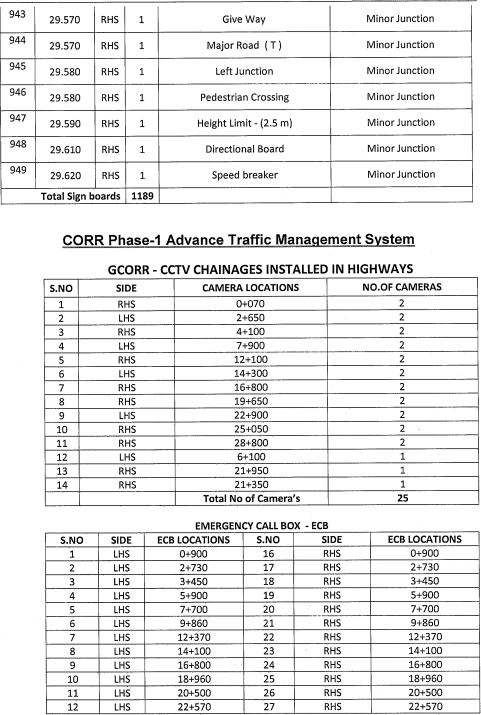 943 29.570 RHS 1 Give Way Minor Junction
944 29.570 RHS 1 Major Road ( T ) Minor Junction
945 29.580 RHS 1 Left Junction Minor Junction
946 29.580 RHS 1 Pedestrian Crossing Minor Junction
947 29.590 RHS 1 Height Limit - (2.5 m) Minor Junction
948 29.610 RHS 1 Directional Board Minor Junction
949 29.620 RHS 1 Speed breaker Minor Junction
Total Sign boards 1189
CORR Phase-1 Advance Traffic Management System
GCORR - CCTV CHAINAGES INSTALLED IN HIGHWAYS
S.NO SIDE CAMERA LOCATIONS NO.OF CAMERAS
1 RHS 0+070 2
2 LHS 2+650 2
3 RHS 4+100 2
4 LHS 7+900 2
5 RHS 12+100 2
6 LHS 14+300 2
7 RHS 16+800 2
8 RHS 19+650 2
9 LHS 22+900 2
10 RHS 25+050 2
11 RHS 28+800 2
12 LHS 6+100 1
13 RHS 21+950 1
14 RHS 21+350 1
Total No of Camera's 25
EMERGENCY CALL BOX - ECB
S.NO SIDE ECB LOCATIONS S.NO SIDE ECB LOCATIONS
1 LHS 0+900 16 RHS 0+900
2 LHS 2+730 17 RHS 2+730
3 LHS 3+450 18 RHS 3+450
4 LHS 5+900 19 RHS 5+900
5 LHS 7+700 20 RHS 7+700
6 LHS 9+860 21 RHS 9+860
7 LHS 12+370 22 RHS 12+370
8 LHS 14+100 23 RHS 14+100
9 LHS 16+800 24 RHS 16+800
10 LHS 18+960 25 RHS 18+960
11 LHS 20+500 26 RHS 20+500
12 LHS 22+570 27 RHS 22+570